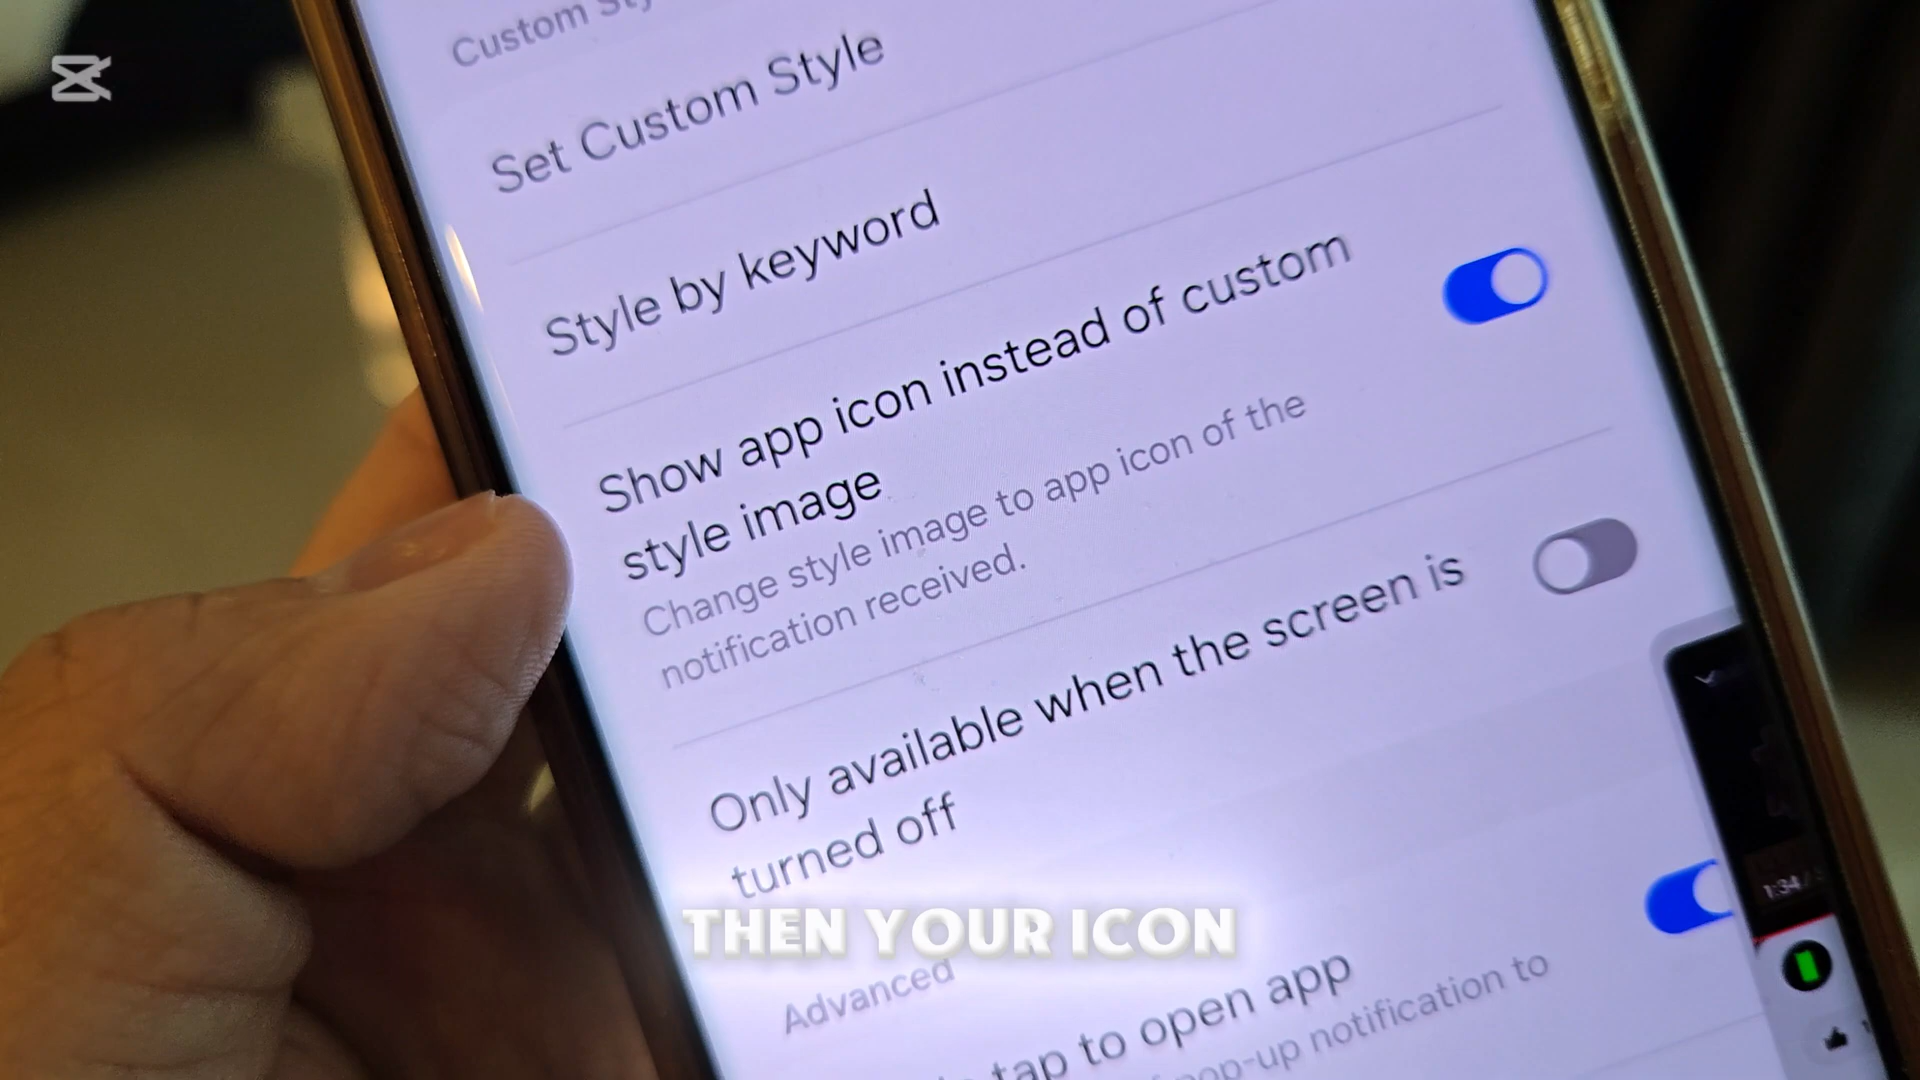 Custom
Set Custom Style
Style by keyword
Show app icon instead of custom
style image
Change style image to app icon of the
notification received.
Only available when the screen is
turned off
THEN YOUR ICON
Advanced
tap to open app
pop-up notification to
1:34